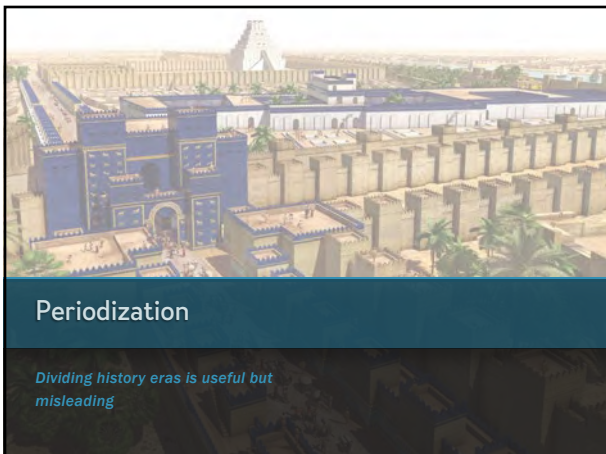 Periodization
Dividing history eras is useful but
misleading